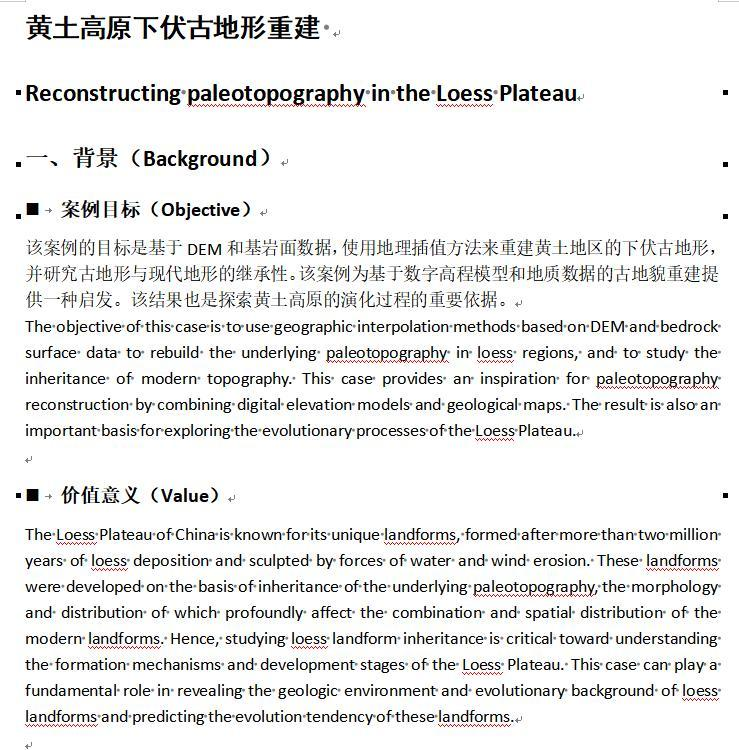 黄土高原下伏古地形重建
Reconstructing paleotopography in the Loess Plateau
一、背景（Background）
■ 案例目标（Objective）
该案例的目标是基于 DEM 和基岩面数据，使用地理插值方法来重建黄土地区的下伏古地形，
并研究古地形与现代地形的继承性。该案例为基于数字高程模型和地质数据的古地貌重建提
供一种启发。该结果也是探索黄土高原的演化过程的重要依据。
The objective of this case is to use geographic interpolation methods based on DEM and bedrock
surface data to rebuild the underlying paleotopography in loess regions, and to study the
inheritance of modern topography. This case provides an inspiration for paleotopography
reconstruction by combining digital elevation models and geological maps. The result is also an
important basis for exploring the evolutionary processes of the Loess Plateau.
■ 价值意义（Value）
The Loess Plateau of China is known for its unique landforms, formed after more than two million
years of loess deposition and sculpted by forces of water and wind erosion. These landforms
were developed on the basis of inheritance of the underlying paleotopography, the morphology
and distribution of which profoundly affect the combination and spatial distribution of the
modern landforms. Hence, studying loess landform inheritance is critical toward understanding
the formation mechanisms and development stages of the Loess Plateau. This case can play a
fundamental role in revealing the geologic environment and evolutionary background of loess
landforms and predicting the evolution tendency of these landforms.